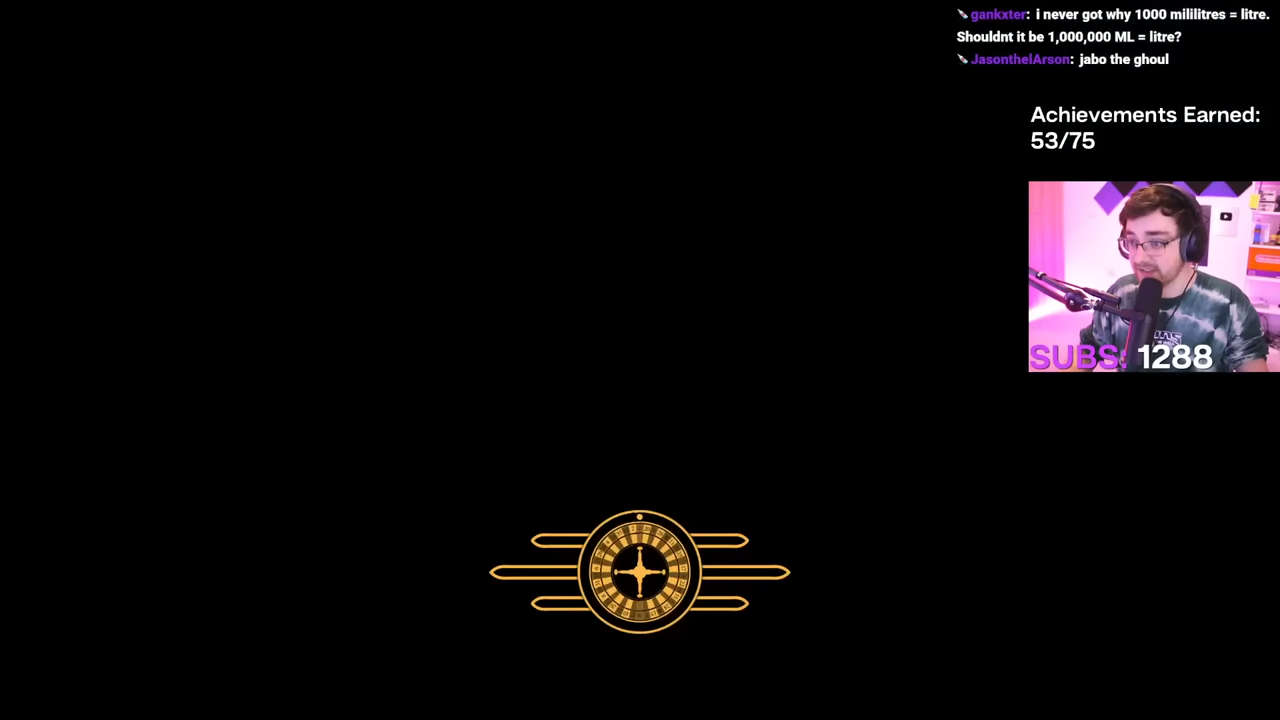 gankxter: i never got why 1000 mililitres = litre.
Shouldnt it be 1,000,000 ML = litre?
JasontheIArson: jabo the ghoul
Achievements Earned:
53/75
SUBS: 1288